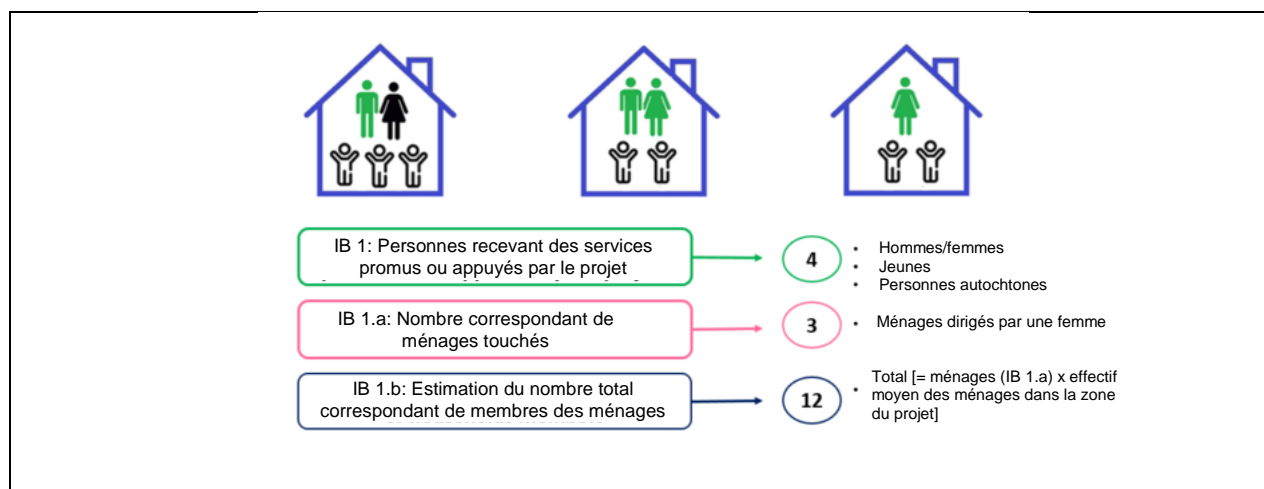 IB 1: Personnes recevant des services
promus ou appuyés par le projet
4
• Hommes/femmes
• Jeunes
• Personnes autochtones
IB 1.a: Nombre correspondant de
ménages touchés
3
• Ménages dirigés par une femme
IB 1.b: Estimation du nombre total
correspondant de membres des ménages
12
• Total [= ménages (IB 1.a) x effectif
moyen des ménages dans la zone
du projet]